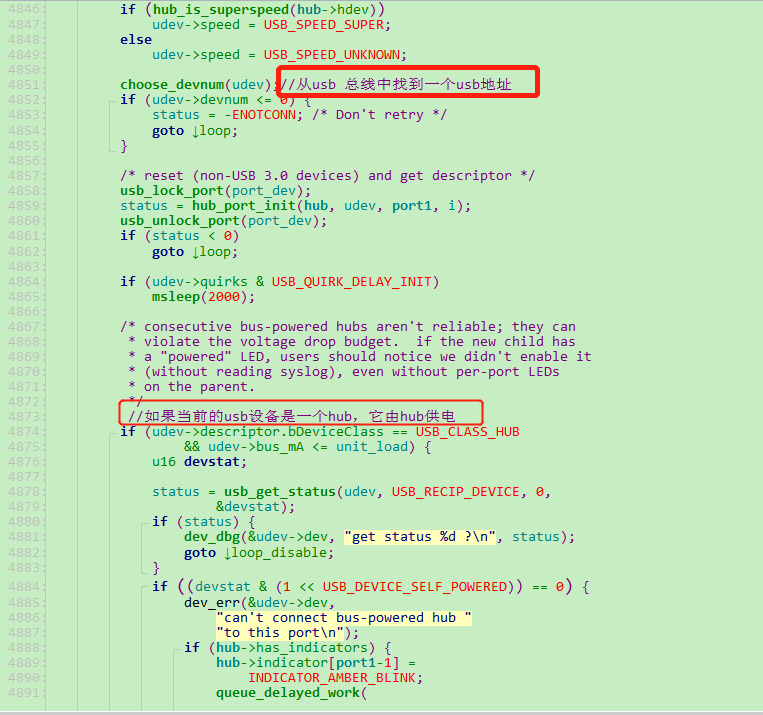 4846:         if (hub_is_superspeed(hub->hdev))
4847:             udev->speed = USB_SPEED_SUPER;
4848:         else
4849:             udev->speed = USB_SPEED_UNKNOWN;
4850:
4851:         choose_devnum(udev);//从usb 总线中找到一个usb地址
4852:         if (udev->devnum <= 0) {
4853:             status = -ENOTCONN; /* Don't retry */
4854:             goto ↓loop;
4855:         }
4856:
4857:         /* reset (non-USB 3.0 devices) and get descriptor */
4858:         usb_lock_port(port_dev);
4859:         status = hub_port_init(hub, udev, port1, i);
4860:         usb_unlock_port(port_dev);
4861:         if (status < 0)
4862:             goto ↓loop;
4863:
4864:         if (udev->quirks & USB_QUIRK_DELAY_INIT)
4865:             msleep(2000);
4866:
4867:         /* consecutive bus-powered hubs aren't reliable; they can
4868:          * violate the voltage drop budget.  if the new child has
4869:          * a "powered" LED, users should notice we didn't enable it
4870:          * (without reading syslog), even without per-port LEDs
4871:          * on the parent.
4872:          */
4873:          //如果当前的usb设备是一个hub，它由hub供电
4874:         if (udev->descriptor.bDeviceClass == USB_CLASS_HUB
4875:                 && udev->bus_mA <= unit_load) {
4876:             u16 devstat;
4877:
4878:             status = usb_get_status(udev, USB_RECIP_DEVICE, 0,
4879:                     &devstat);
4880:             if (status) {
4881:                 dev_dbg(&udev->dev, "get status %d ?\n", status);
4882:                 goto ↓loop_disable;
4883:             }
4884:             if ((devstat & (1 << USB_DEVICE_SELF_POWERED)) == 0) {
4885:                 dev_err(&udev->dev,
4886:                     "can't connect bus-powered hub "
4887:                     "to this port\n");
4888:                 if (hub->has_indicators) {
4889:                     hub->indicator[port1-1] =
4890:                         INDICATOR_AMBER_BLINK;
4891:                     queue_delayed_work(